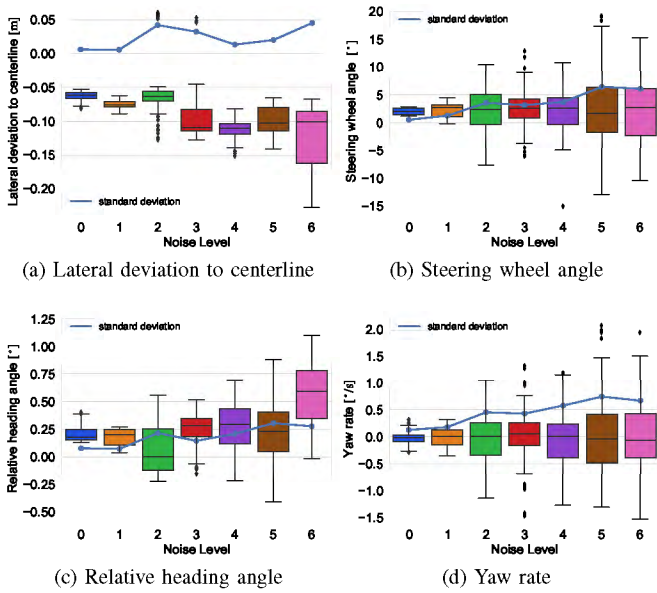 Lateral deviation to centerline [m]
0.05
0.00
−0.05
−0.10
−0.15
−0.20
standard deviation
0 1 2 3 4 5 6
Noise Level
(a) Lateral deviation to centerline
Steering wheel angle [°]
20
15
10
5
0
−5
−10
−15
standard deviation
0 1 2 3 4 5 6
Noise Level
(b) Steering wheel angle
Relative heading angle [°]
1.25
1.00
0.75
0.50
0.25
0.00
−0.25
−0.50
standard deviation
0 1 2 3 4 5 6
Noise Level
(c) Relative heading angle
Yaw rate [°/s]
2.0
1.5
1.0
0.5
0.0
−0.5
−1.0
−1.5
standard deviation
0 1 2 3 4 5 6
Noise Level
(d) Yaw rate